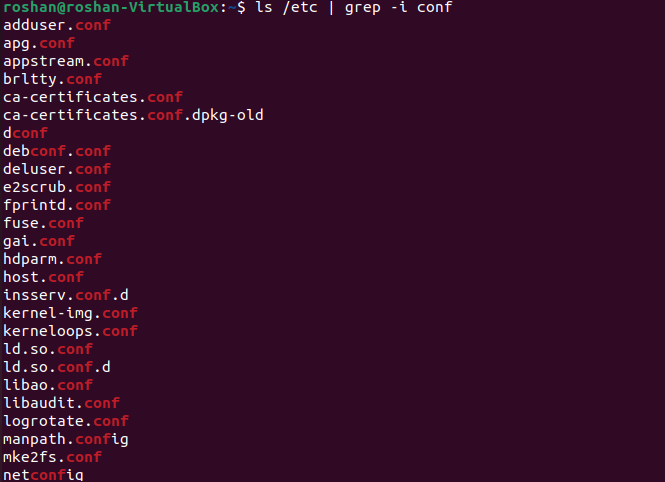 roshan@roshan-VirtualBox:~$ ls /etc | grep -i conf
adduser.conf
apg.conf
appstream.conf
brltty.conf
ca-certificates.conf
ca-certificates.conf.dpkg-old
dconf
debconf.conf
deluser.conf
e2scrub.conf
fprintd.conf
fuse.conf
gai.conf
hdparm.conf
host.conf
insserv.conf.d
kernel-img.conf
kerneloops.conf
ld.so.conf
ld.so.conf.d
libao.conf
libaudit.conf
logrotate.conf
manpath.config
mke2fs.conf
netconfig